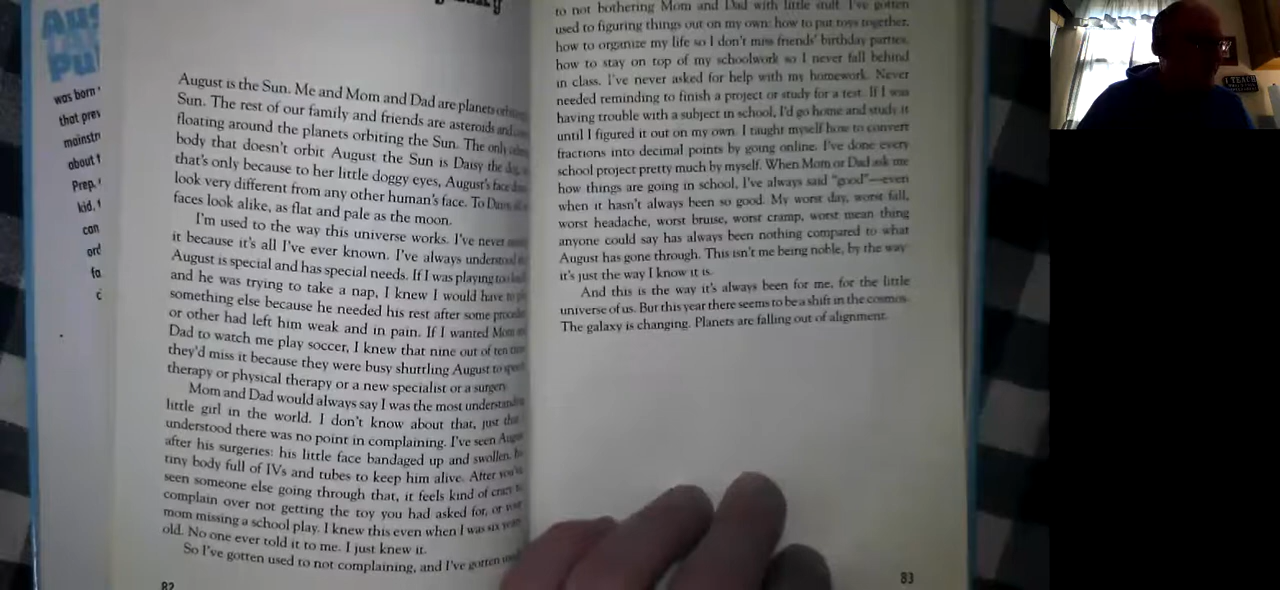 was born
that prev
mainstr
about t
Prep.
kid.
can
ord
fo
August is the Sun. Me and Mom and Dad are planets
Sun. The rest of our family and friends are asteroids and
floating around the planets orbiting the Sun. The only
body that doesn't orbit August the Sun is Daisy the
that's only because to her little doggy eyes, August's face
look very different from any other human's face. To
faces look alike, as flat and pale as the moon.
I'm used to the way this universe works. I've never
it because it's all I've ever known. I've always understood
August is special and has special needs. If I was playing
and he was trying to take a nap, I knew I would have to
something else because he needed his rest after some
or other had left him weak and in pain. If I wanted Mom
Dad to watch me play soccer, I knew that nine out of ten
they'd miss it because they were busy shuttling August to
therapy or physical therapy or a new specialist or a surgery
Mom and Dad would always say I was the most
little girl in the world. I don't know about that, just
understood there was no point in complaining. I've seen
after his surgeries: his little face bandaged up and swollen,
tiny body full of IVs and tubes to keep him alive. After
seen someone else going through that, it feels kind of crazy
complain over not getting the toy you had asked for, or
mom missing a school play. I knew this even when I was six
old. No one ever told it to me. I just knew it.
So I've gotten used to not complaining, and I've gotten
82
to not bothering Mom and Dad with little stuff. I've gotten
used to figuring things out on my own: how to put toys together,
how to organize my life so I don't miss friends' birthday parties,
how to stay on top of my schoolwork so I never fall behind
in class. I've never asked for help with my homework. Never
needed reminding to finish a project or study for a test. If I was
having trouble with a subject in school, I'd go home and study it
until I figured it out on my own. I taught myself how to convert
fractions into decimal points by going online. I've done every
school project pretty much by myself. When Mom or Dad ask me
how things are going in school, I've always said "good"—even
when it hasn't always been so good. My worst day, worst fall,
worst headache, worst bruise, worst cramp, worst mean thing
anyone could say has always been nothing compared to what
August has gone through. This isn't me being noble, by the way
it's just the way I know it is.
And this is the way it's always been for me, for the little
universe of us. But this year there seems to be a shift in the cosmos.
The galaxy is changing. Planets are falling out of alignment.
83
I TEACH